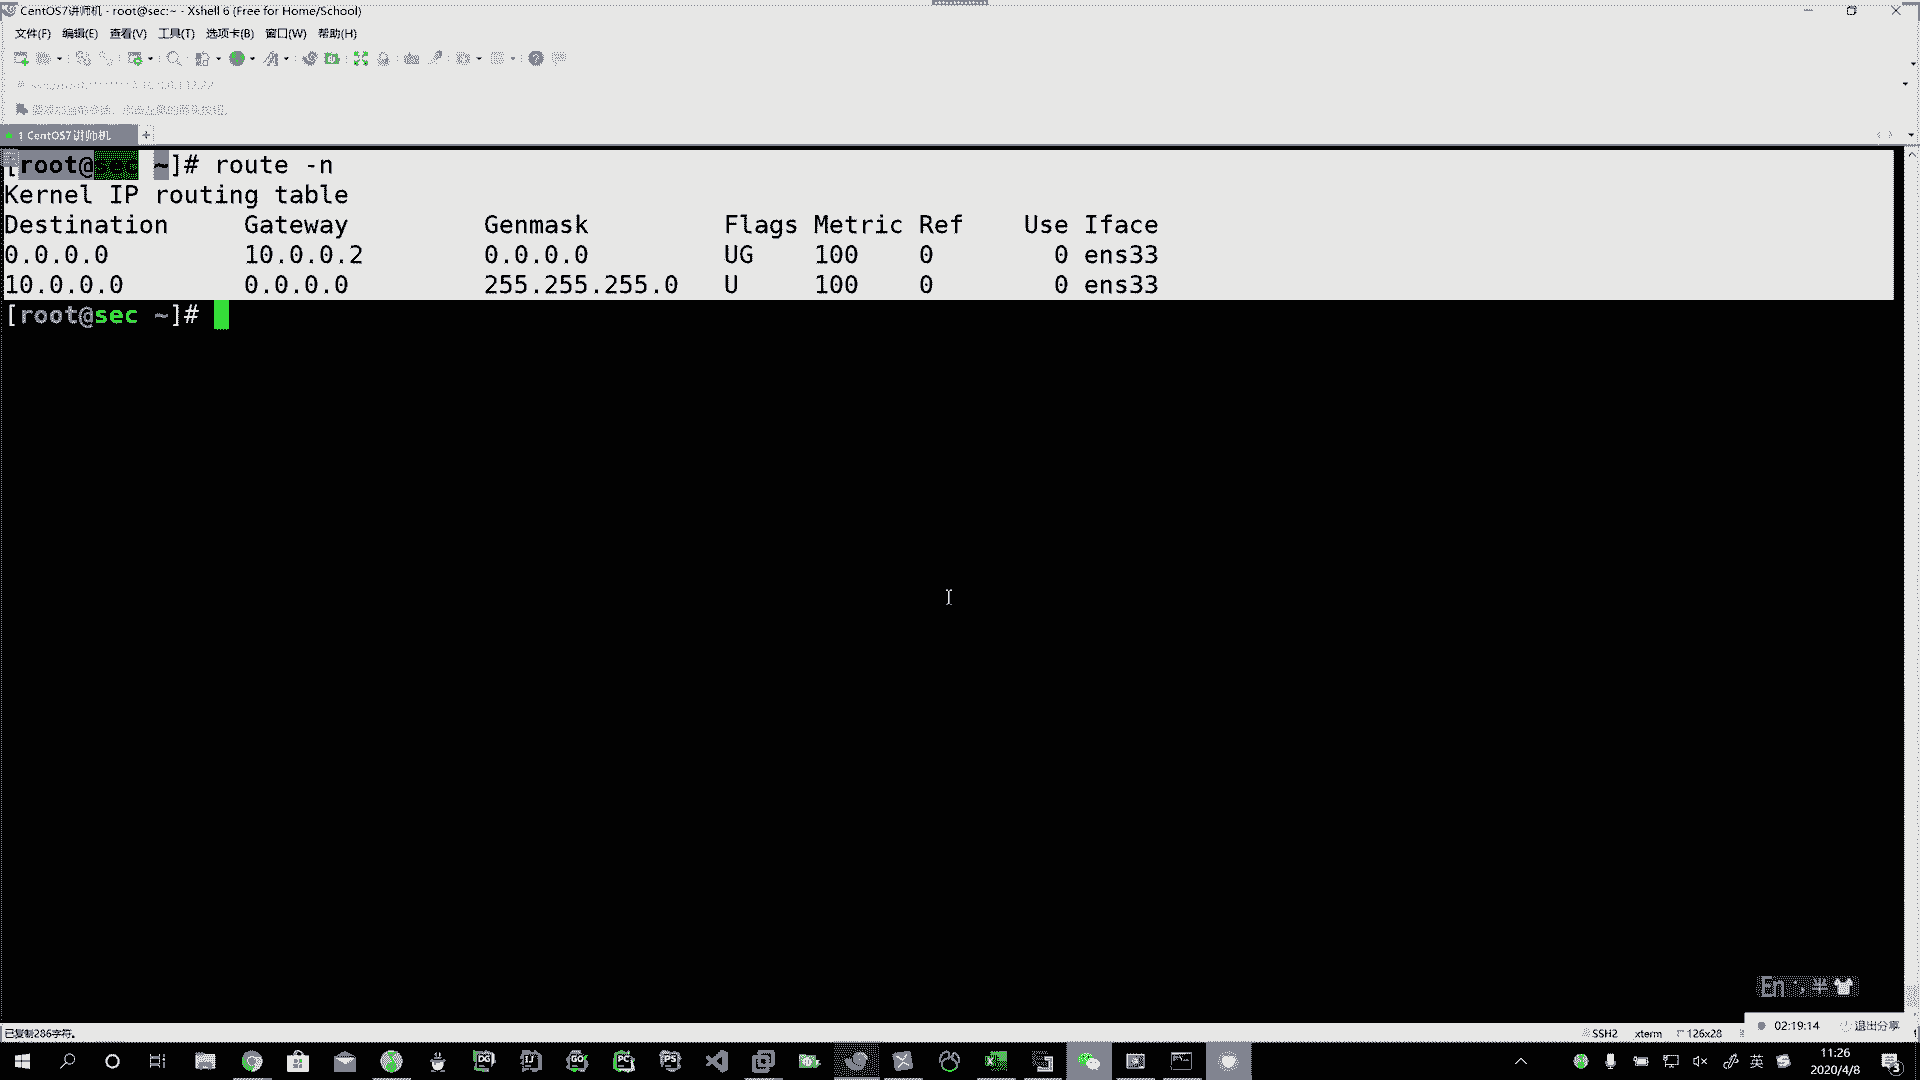 CentOS7讲师机 - root@sec:~ - Xshell 6 (Free for Home/School)
文件(F) 编辑(E) 查看(V) 工具(T) 选项卡(B) 窗口(W) 帮助(H)
1 CentOS7讲师机 +
[root@sec ~]# route -n
Kernel IP routing table
Destination Gateway Genmask Flags Metric Ref Use Iface
0.0.0.0 10.0.0.2 0.0.0.0 UG 100 0 0 ens33
10.0.0.0 0.0.0.0 255.255.255.0 U 100 0 0 ens33
[root@sec ~]#
En 半
已复制286字符。 SSH2 xterm 126x28
02:19:14 退出分享
DG IJ GO PC PS
英
11:26
2020/4/8
3